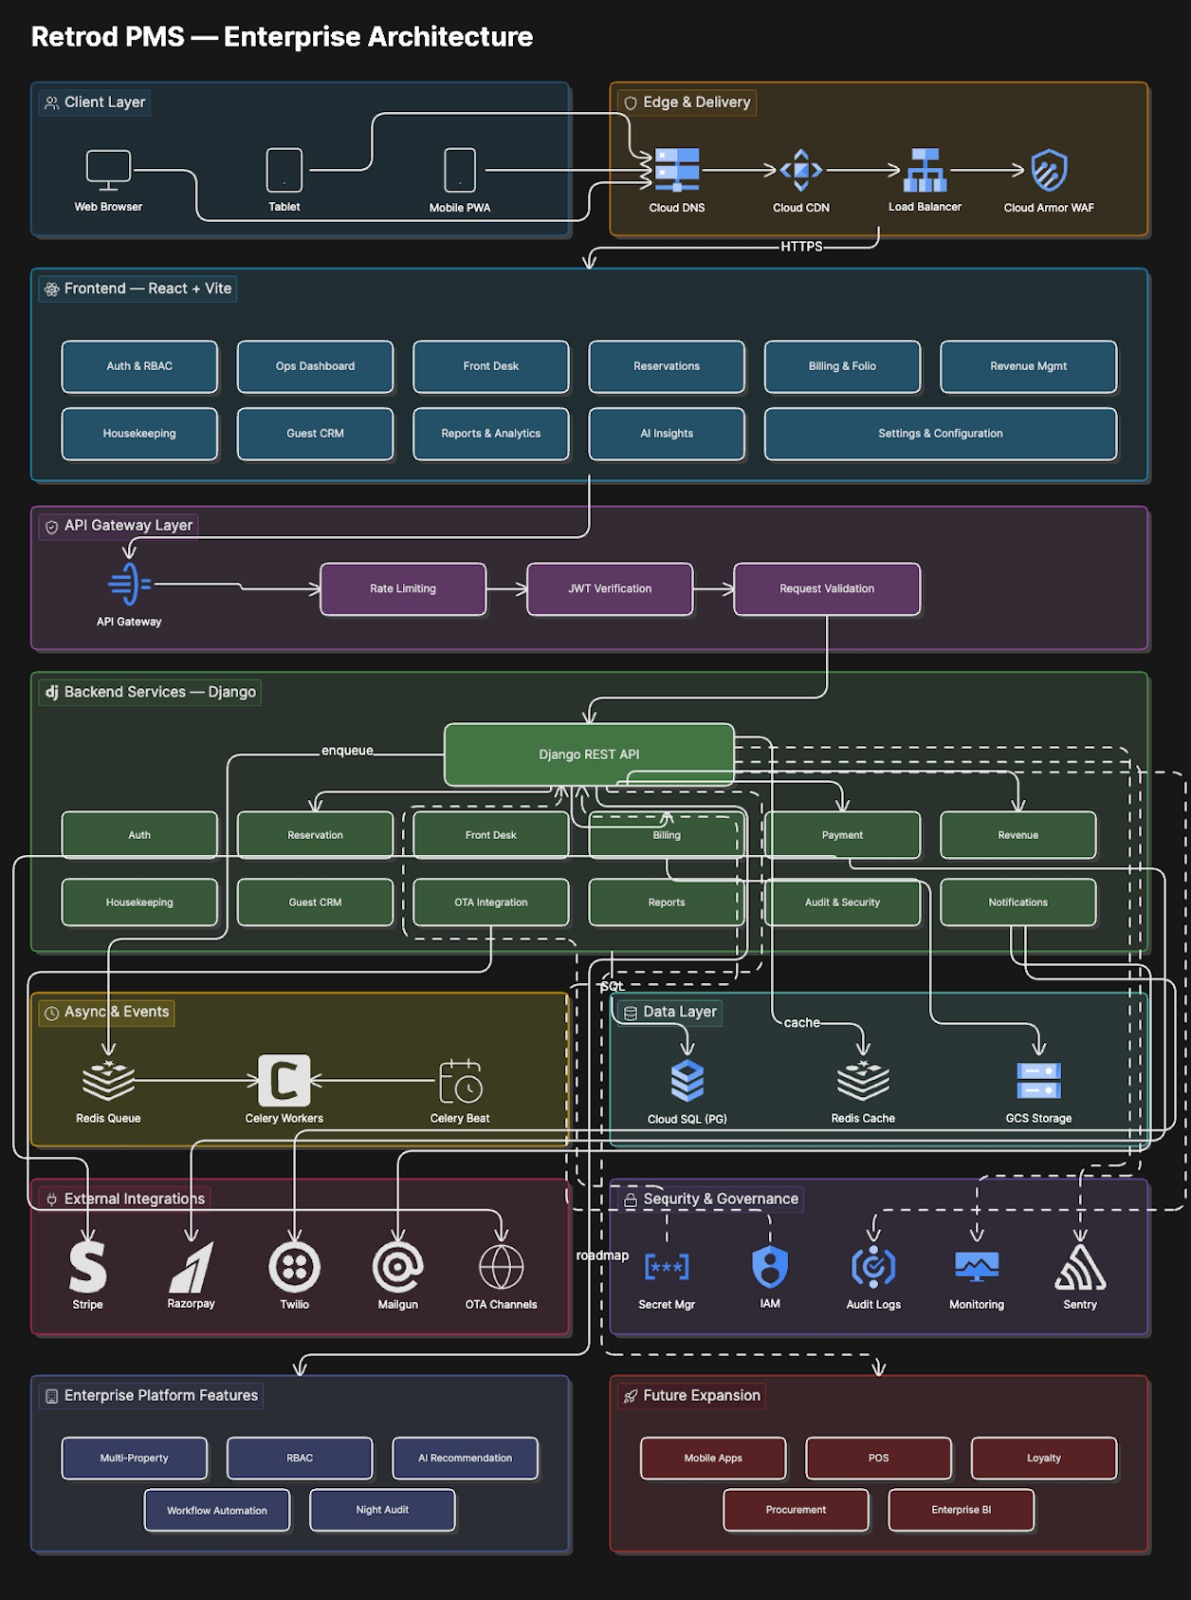 Retrod PMS — Enterprise Architecture
Client Layer
Web Browser
Tablet
Mobile PWA
Edge & Delivery
Cloud DNS
Cloud CDN
Load Balancer
Cloud Armor WAF
HTTPS
Frontend — React + Vite
Auth & RBAC
Ops Dashboard
Front Desk
Reservations
Billing & Folio
Revenue Mgmt
Housekeeping
Guest CRM
Reports & Analytics
AI Insights
Settings & Configuration
API Gateway Layer
API Gateway
Rate Limiting
JWT Verification
Request Validation
dj Backend Services — Django
Django REST API
enqueue
Auth
Reservation
Front Desk
Billing
Payment
Revenue
Housekeeping
Guest CRM
OTA Integration
Reports
Audit & Security
Notifications
SQL
Async & Events
Redis Queue
C
Celery Workers
Celery Beat
Data Layer
cache
Cloud SQL (PG)
Redis Cache
GCS Storage
External Integrations
S
Stripe
Razorpay
Twilio
Mailgun
OTA Channels
roadmap
Security & Governance
[***]
Secret Mgr
IAM
Audit Logs
Monitoring
Sentry
Enterprise Platform Features
Multi-Property
RBAC
AI Recommendation
Workflow Automation
Night Audit
Future Expansion
Mobile Apps
POS
Loyalty
Procurement
Enterprise BI